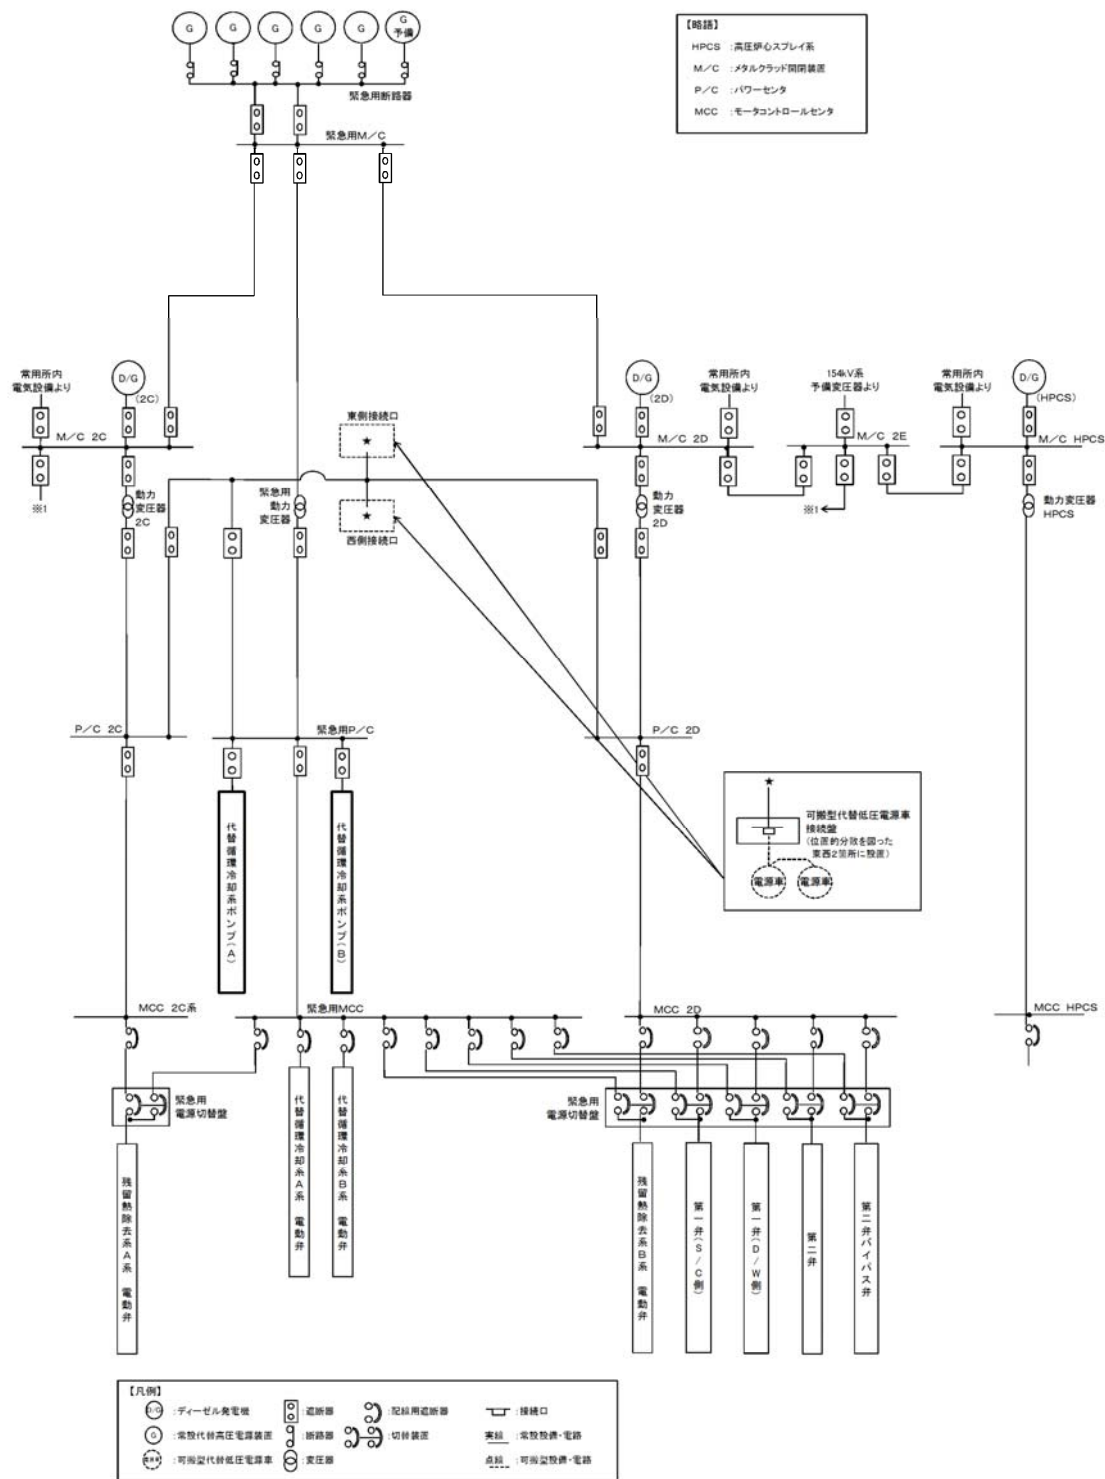 G
G
G
G
G
G
予備
緊急用断路器
緊急用M/C
【略語】
HPCS :高圧炉心スプレイ系
M/C :メタルクラッド開閉装置
P/C :パワーセンタ
MCC :モータコントロールセンタ
常用所内
電気設備より
D/G
(2C)
M/C 2C
※1
動力
変圧器
2C
東側接続口
★
緊急用
動力
変圧器
★
西側接続口
D/G
(2D)
M/C 2D
動力
変圧器
2D
常用所内
電気設備より
154kV系
予備変圧器より
M/C 2E
※1
常用所内
電気設備より
D/G
(HPCS)
M/C HPCS
動力変圧器
HPCS
P/C 2C
緊急用P/C
P/C 2D
代替循環冷却系ポンプ(A)
代替循環冷却系ポンプ(B)
★
可搬型代替低圧電源車
接続盤
(位置的分散を図った
東西2箇所に設置)
電源車
電源車
MCC 2C系
緊急用MCC
MCC 2D
MCC HPCS
緊急用
電源切替盤
緊急用
電源切替盤
残留熱除去系A系 電動弁
代替循環冷却系A系 電動弁
代替循環冷却系B系 電動弁
残留熱除去系B系 電動弁
第一弁(S/C側)
第一弁(D/W側)
第二弁
第二弁バイパス弁
【凡例】
D/G :ディーゼル発電機
:遮断器
:配線用遮断器
:接続口
G :常設代替高圧電源装置
:断路器
:切替装置
実線 :常設設備・電路
電源車 :可搬型代替低圧電源車
:変圧器
点線 :可搬型設備・電路